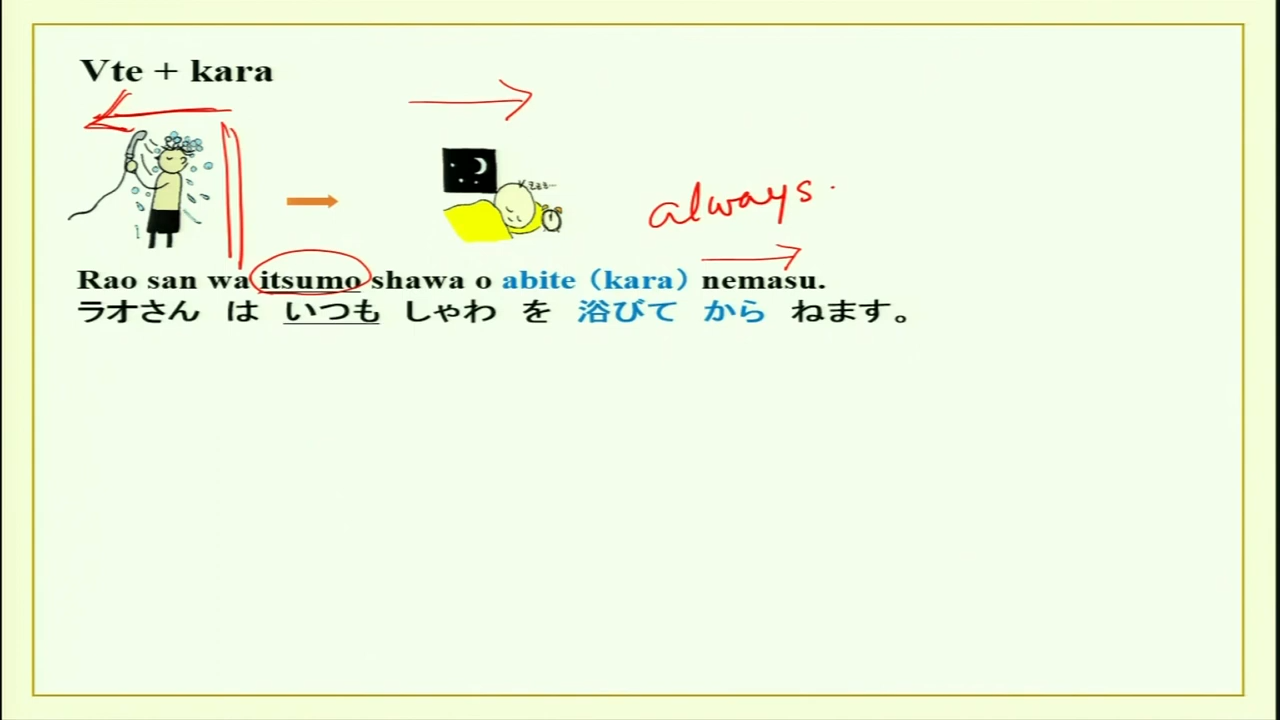 Vte + kara
zzz...
always.
Rao san wa itsumo shawa o abite (kara) nemasu.
ラオさん は いつも しゃわ を 浴びて から ねます。